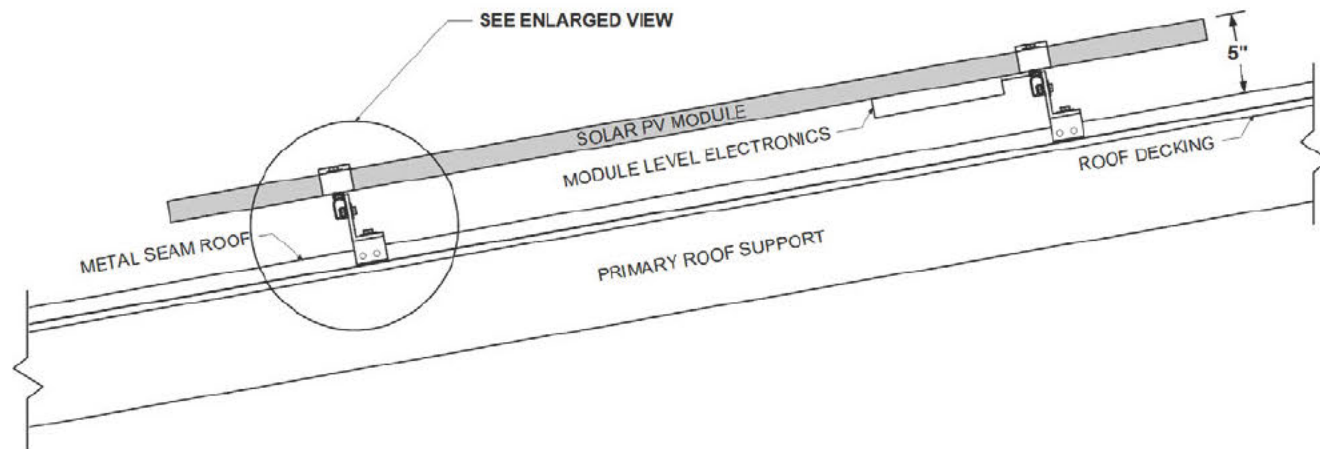 SEE ENLARGED VIEW
5"
SOLAR PV MODULE
MODULE LEVEL ELECTRONICS
ROOF DECKING
METAL SEAM ROOF
PRIMARY ROOF SUPPORT